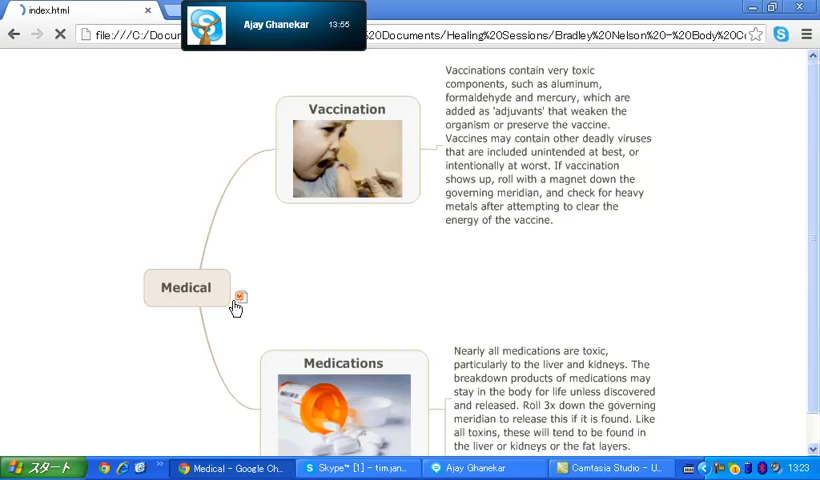 index.html
Ajay Ghanekar 13:55
file:///C:/Docu
20Documents/Healing%20Sessions/Bradley%20Nelson%20-%20Body%20C
Vaccination
Vaccinations contain very toxic
components, such as aluminum,
formaldehyde and mercury, which are
added as 'adjuvants' that weaken the
organism or preserve the vaccine.
Vaccines may contain other deadly viruses
that are included unintended at best, or
intentionally at worst. If vaccination
shows up, roll with a magnet down the
governing meridian, and check for heavy
metals after attempting to clear the
energy of the vaccine.
Medical
Medications
Nearly all medications are toxic,
particularly to the liver and kidneys. The
breakdown products of medications may
stay in the body for life unless discovered
and released. Roll 3x down the governing
meridian to release this if it is found. Like
all toxins, these will tend to be found in
the liver or kidneys or the fat layers.
スタート
Medical - Google Ch...
Skype™ [1] - tim.jan...
Ajay Ghanekar
Camtasia Studio - U...
13:23